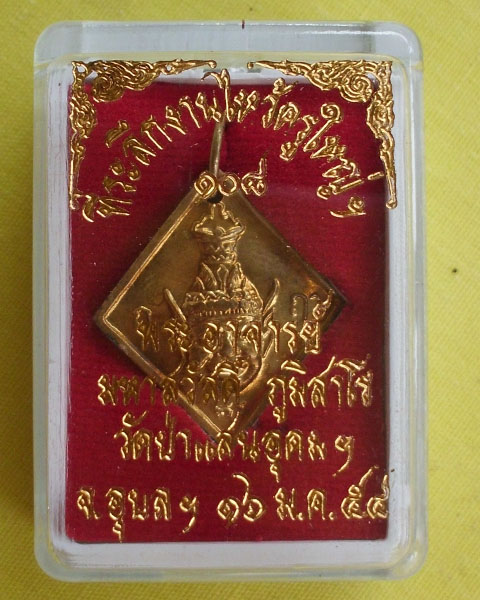 ที่ระลึกงานไหว้ครูใหญ่ฯ
๑๐๘
พระอาจารย์
มหาสวัสดิ์ ภูมิสาโร
วัดป่าแสนอุดมฯ
จ.อุบลฯ ๑๖ ม.ค. ๕๔